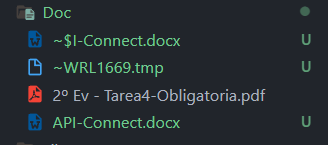 Doc
~$I-Connect.docx U
~WRL1669.tmp U
2º Ev - Tarea4-Obligatoria.pdf
API-Connect.docx U